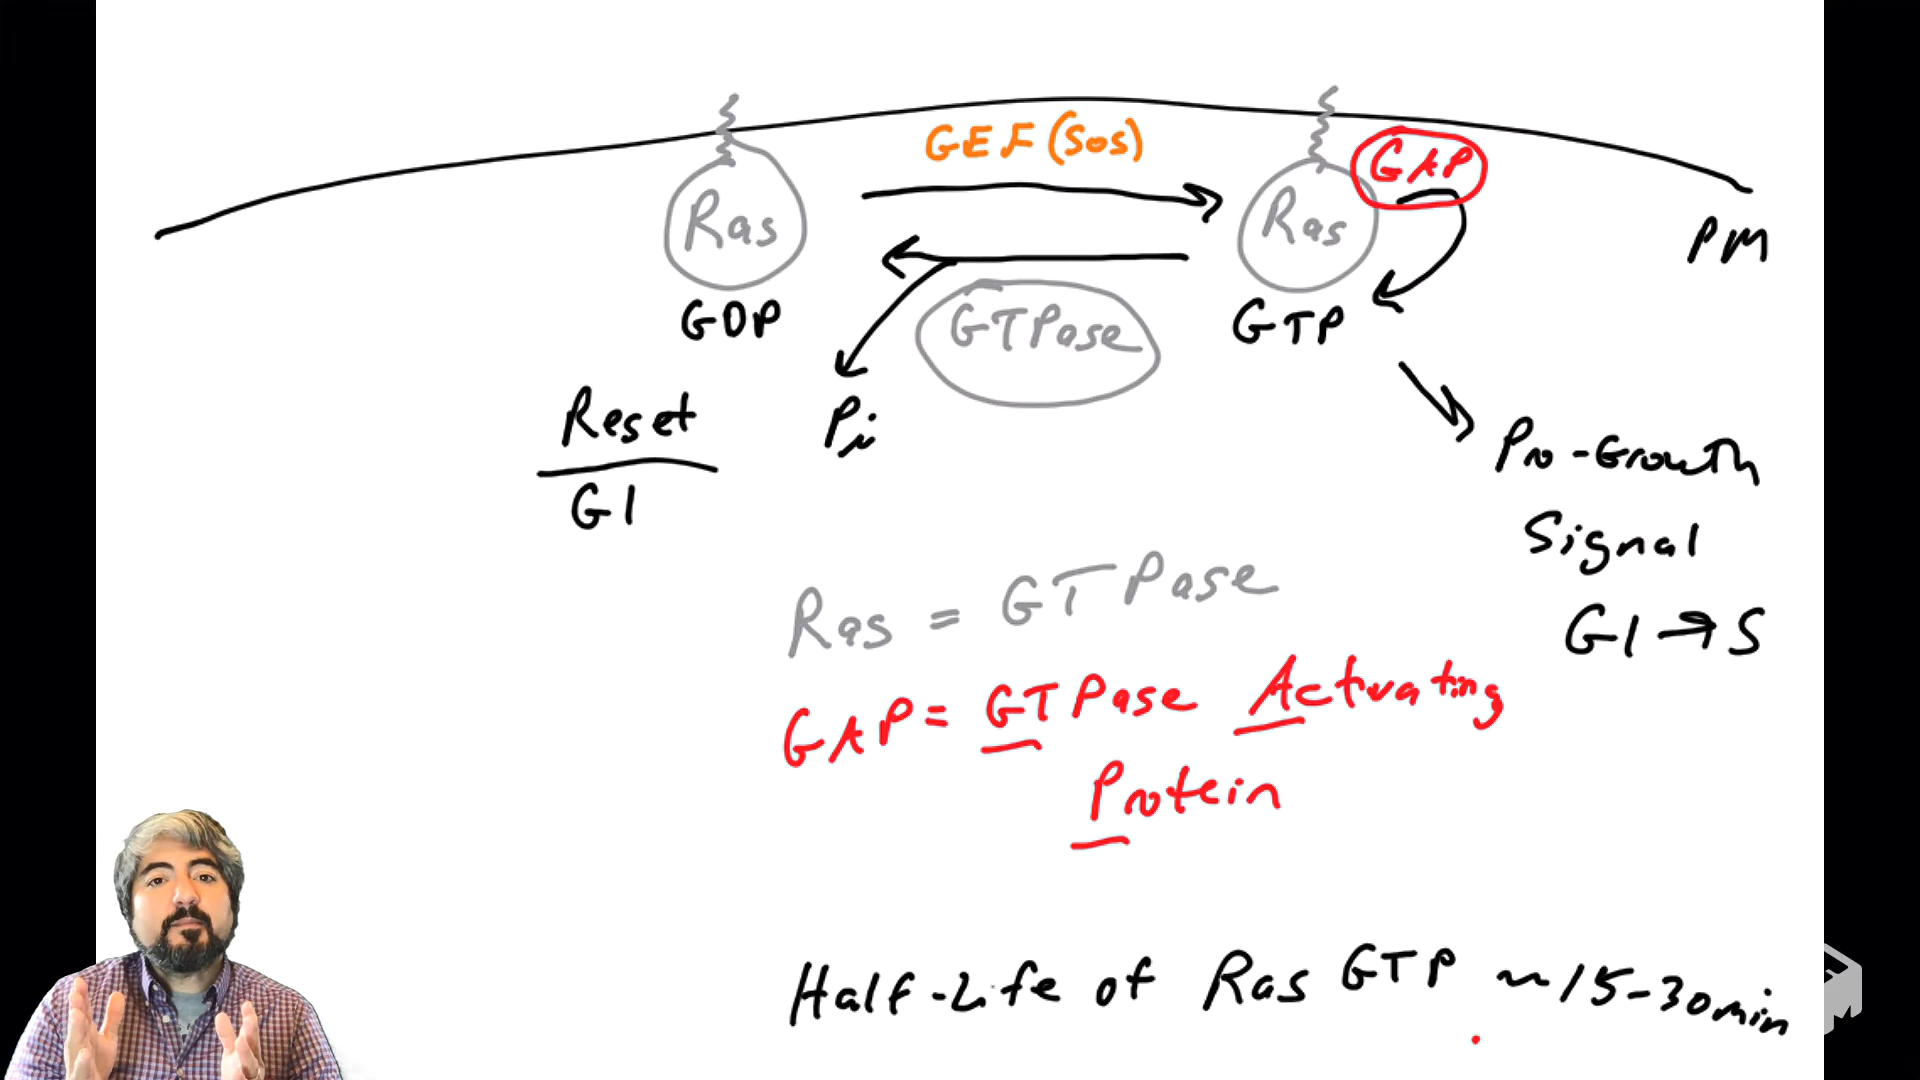 GEF (SOS)
GAP
Ras
Ras
PM
GDP
GTPase
GTP
Reset
Pi
Pro-Growth
G1
Signal
Ras = GTPase
G1 → S
GAP = GTPase Activating
Protein
Half-Life of Ras GTP ~15-30min